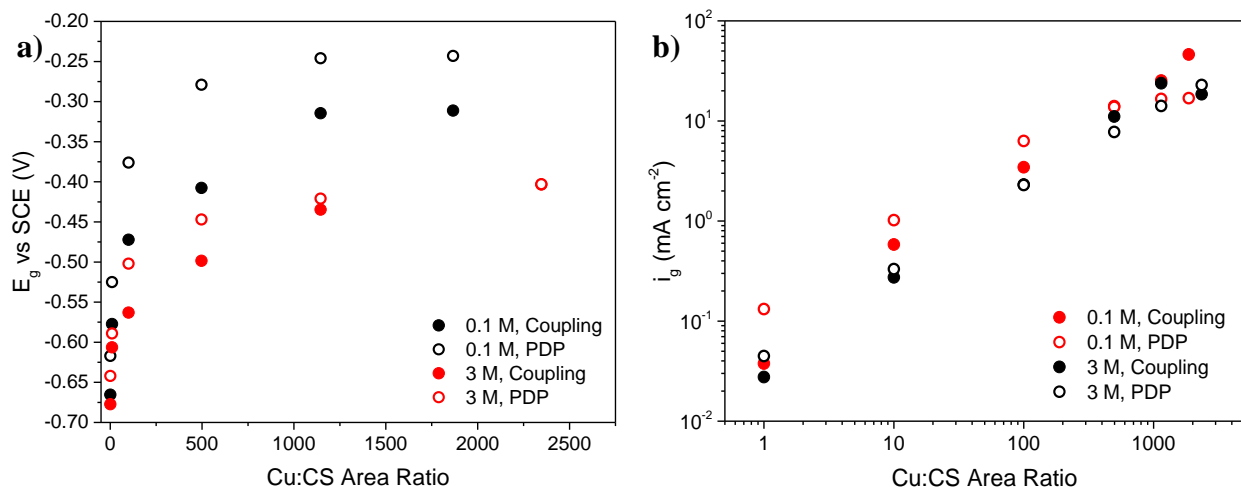 a)
-0.20
-0.25
-0.30
-0.35
-0.40
-0.45
-0.50
-0.55
-0.60
-0.65
-0.70
E_g vs SCE (V)
0 500 1000 1500 2000 2500
Cu:CS Area Ratio
0.1 M, Coupling
0.1 M, PDP
3 M, Coupling
3 M, PDP
b)
10^2
10^1
10^0
10^-1
10^-2
i_g (mA cm^-2)
1 10 100 1000
Cu:CS Area Ratio
0.1 M, Coupling
0.1 M, PDP
3 M, Coupling
3 M, PDP